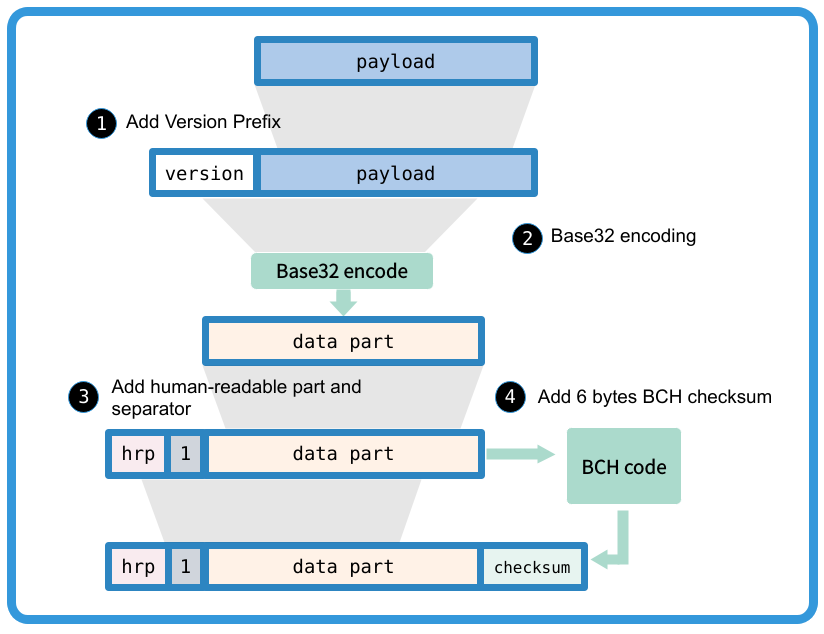 payload
1 Add Version Prefix
version payload
2 Base32 encoding
Base32 encode
data part
3 Add human-readable part and
separator
4 Add 6 bytes BCH checksum
hrp 1 data part
BCH code
hrp 1 data part checksum